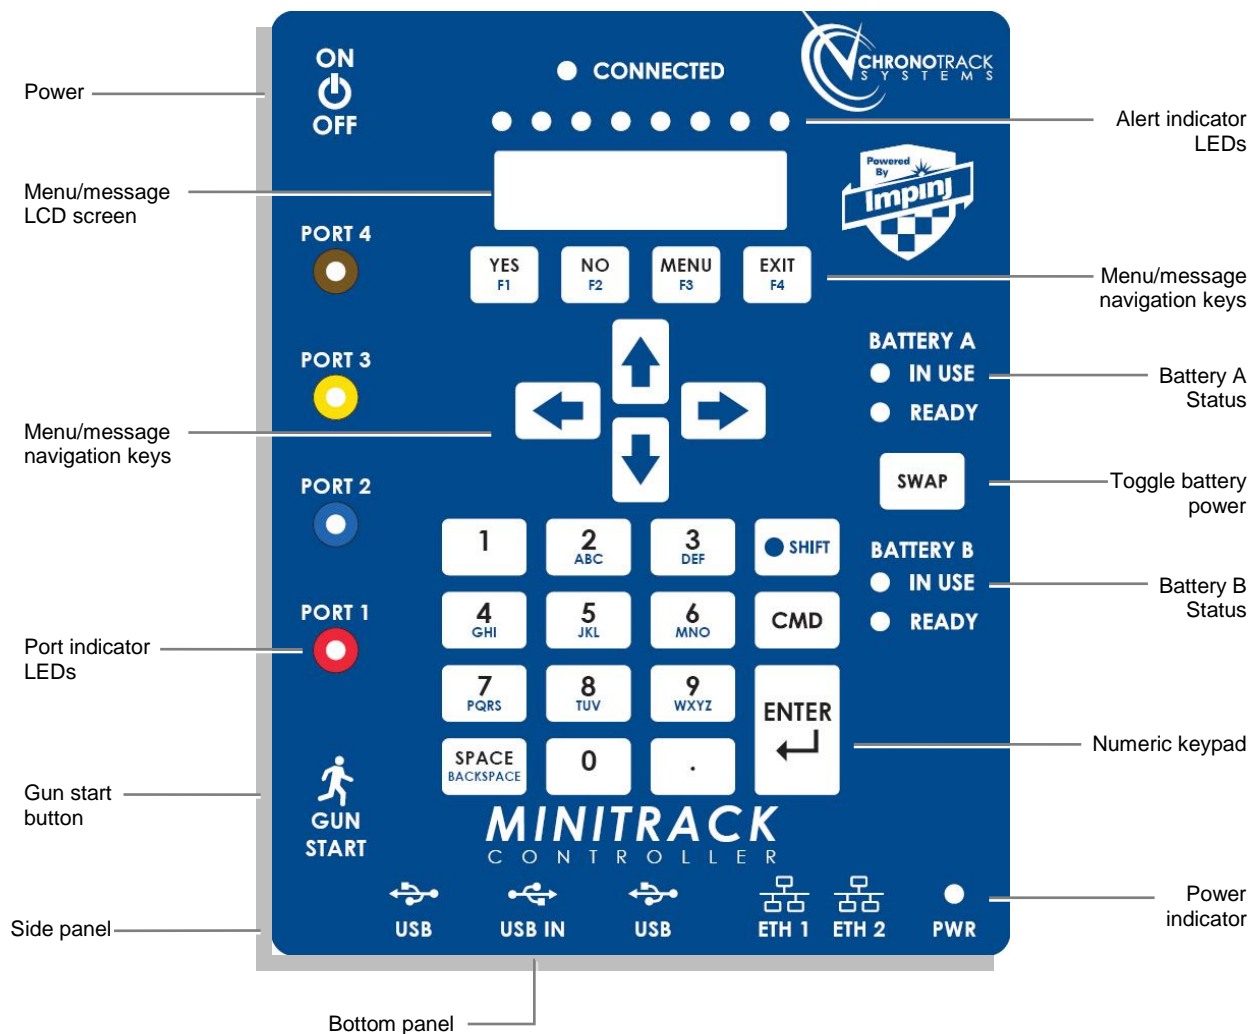 ON
OFF
CONNECTED
CHRONOTRACK
SYSTEMS
Power
Alert indicator
LEDs
Powered
By
Impinj
Menu/message
LCD screen
PORT 4
YES
F1
NO
F2
MENU
F3
EXIT
F4
Menu/message
navigation keys
BATTERY A
IN USE
READY
Battery A
Status
PORT 3
Menu/message
navigation keys
SWAP
Toggle battery
power
PORT 2
1
2
ABC
3
DEF
SHIFT
BATTERY B
IN USE
READY
Battery B
Status
PORT 1
4
GHI
5
JKL
6
MNO
CMD
Port indicator
LEDs
7
PQRS
8
TUV
9
WXYZ
ENTER
Numeric keypad
SPACE
BACKSPACE
0
.
Gun start
button
GUN
START
MINITRACK
CONTROLLER
Side panel
USB
USB IN
USB
ETH 1
ETH 2
PWR
Power
indicator
Bottom panel